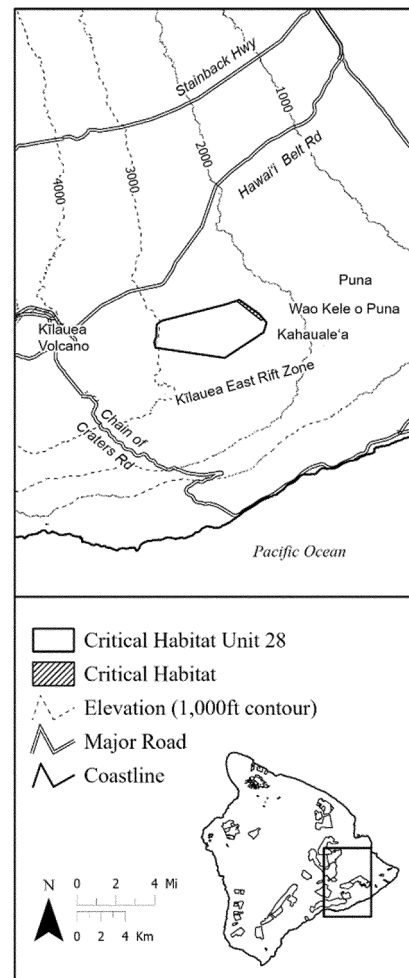 Stainback Hwy
1000
2000
3000
4000
Hawai‘i Belt Rd
Puna
Wao Kele o Puna
Kahauale‘a
Kīlauea
Volcano
Kīlauea East Rift Zone
Chain of
Craters Rd
Pacific Ocean
Critical Habitat Unit 28
Critical Habitat
Elevation (1,000ft contour)
Major Road
Coastline
N
0 2 4 Mi
0 2 4 Km